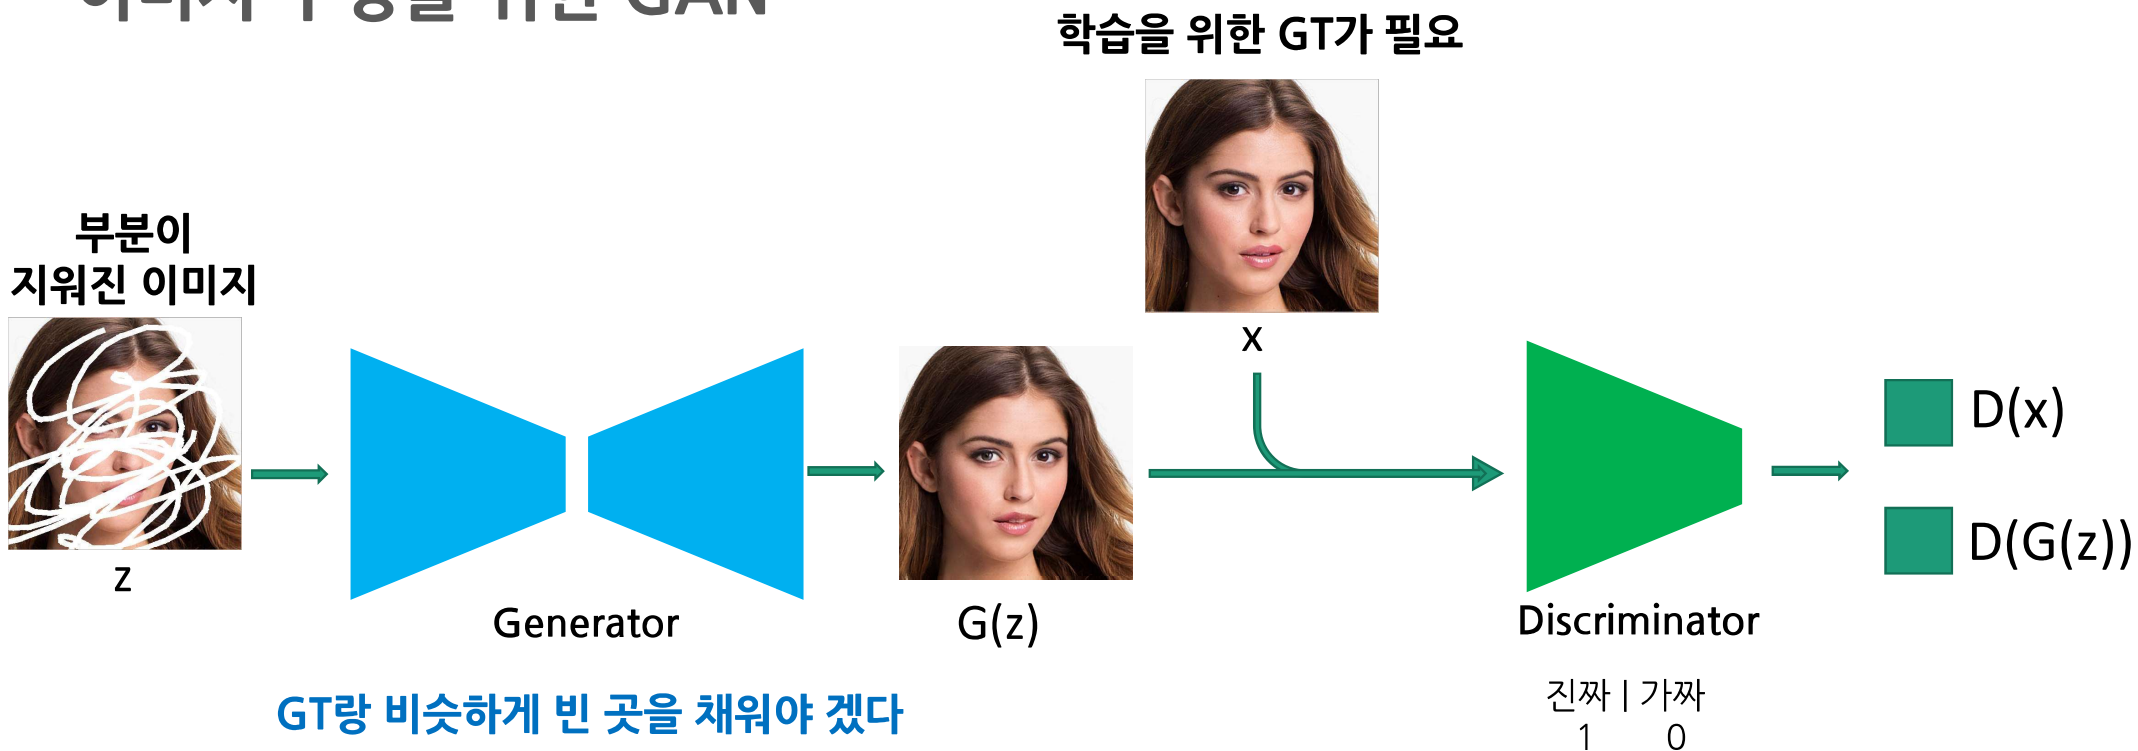 GAN
학습을 위한 GT가 필요
부분이
지워진 이미지
x
z
Generator
G(z)
Discriminator
D(x)
D(G(z))
GT랑 비슷하게 빈 곳을 채워야 겠다
진짜 | 가짜
1 0